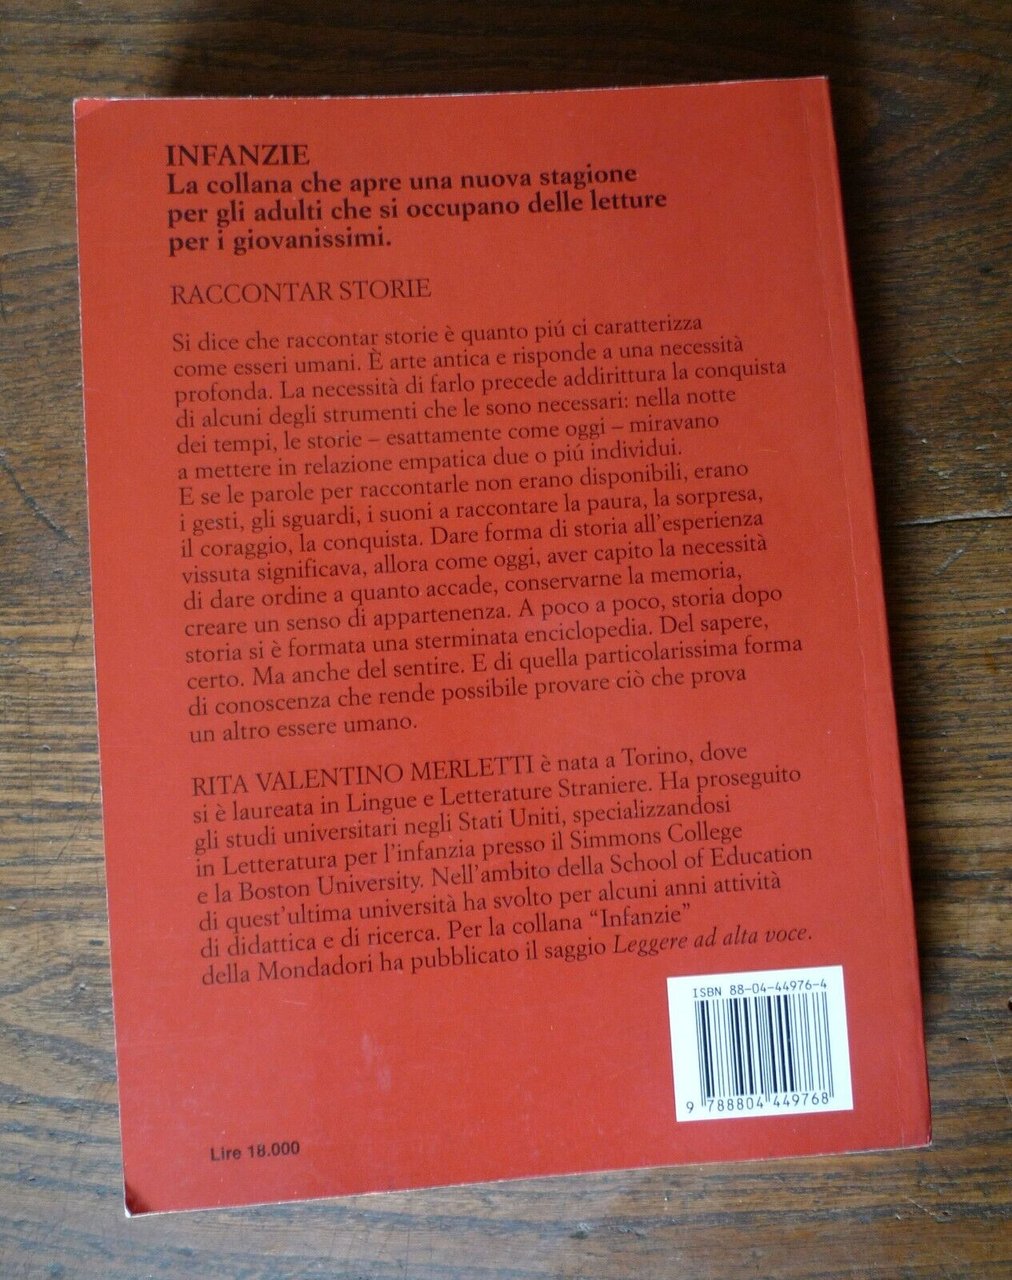 INFANZIE
La collana che apre una nuova stagione
per gli adulti che si occupano delle letture
per i giovanissimi.
RACCONTAR STORIE
Si dice che raccontar storie è quanto piú ci caratterizza
come esseri umani. È arte antica e risponde a una necessità
profonda. La necessità di farlo precede addirittura la conquista
di alcuni degli strumenti che le sono necessari: nella notte
dei tempi, le storie – esattamente come oggi – miravano
a mettere in relazione empatica due o piú individui.
E se le parole per raccontarle non erano disponibili, erano
i gesti, gli sguardi, i suoni a raccontare la paura, la sorpresa,
il coraggio, la conquista. Dare forma di storia all'esperienza
vissuta significava, allora come oggi, aver capito la necessità
di dare ordine a quanto accade, conservarne la memoria,
creare un senso di appartenenza. A poco a poco, storia dopo
storia si è formata una sterminata enciclopedia. Del sapere,
certo. Ma anche del sentire. E di quella particolarissima forma
di conoscenza che rende possibile provare ciò che prova
un altro essere umano.
RITA VALENTINO MERLETTI è nata a Torino, dove
si è laureata in Lingue e Letterature Straniere. Ha proseguito
gli studi universitari negli Stati Uniti, specializzandosi
in Letteratura per l'infanzia presso il Simmons College
e la Boston University. Nell'ambito della School of Education
di quest'ultima università ha svolto per alcuni anni attività
di didattica e di ricerca. Per la collana "Infanzie"
della Mondadori ha pubblicato il saggio Leggere ad alta voce.
ISBN 88-04-44976-4
9 788804 449768
Lire 18.000